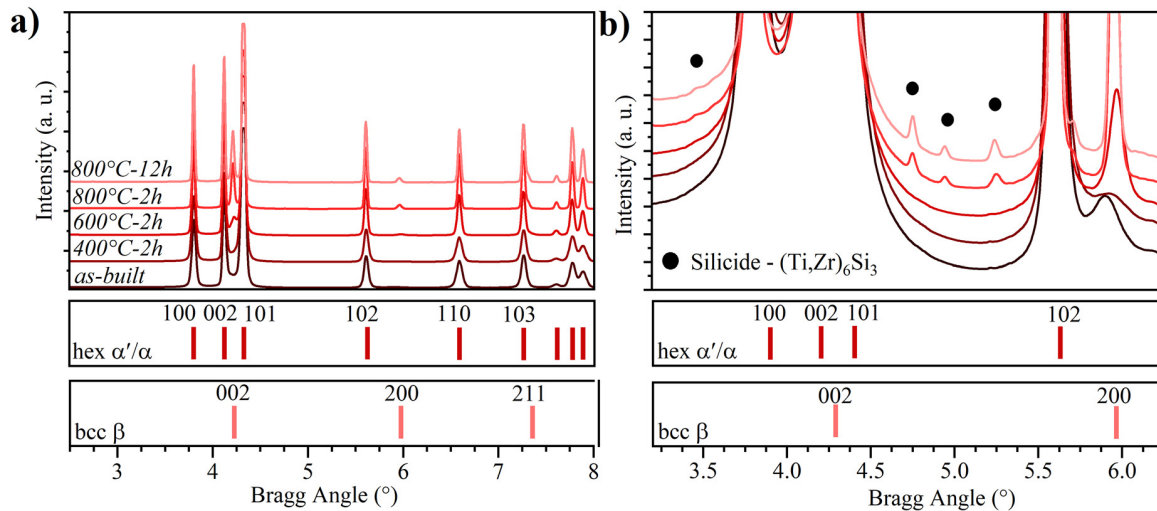 a)
Intensity (a. u.)
800°C-12h
800°C-2h
600°C-2h
400°C-2h
as-built
100 002 101 102 110 103
hex α′/α
002 200 211
bcc β
3 4 5 6 7 8
Bragg Angle (°)
b)
Intensity (a. u.)
Silicide - (Ti,Zr)₆Si₃
100 002 101 102
hex α′/α
002 200
bcc β
3.5 4.0 4.5 5.0 5.5 6.0
Bragg Angle (°)